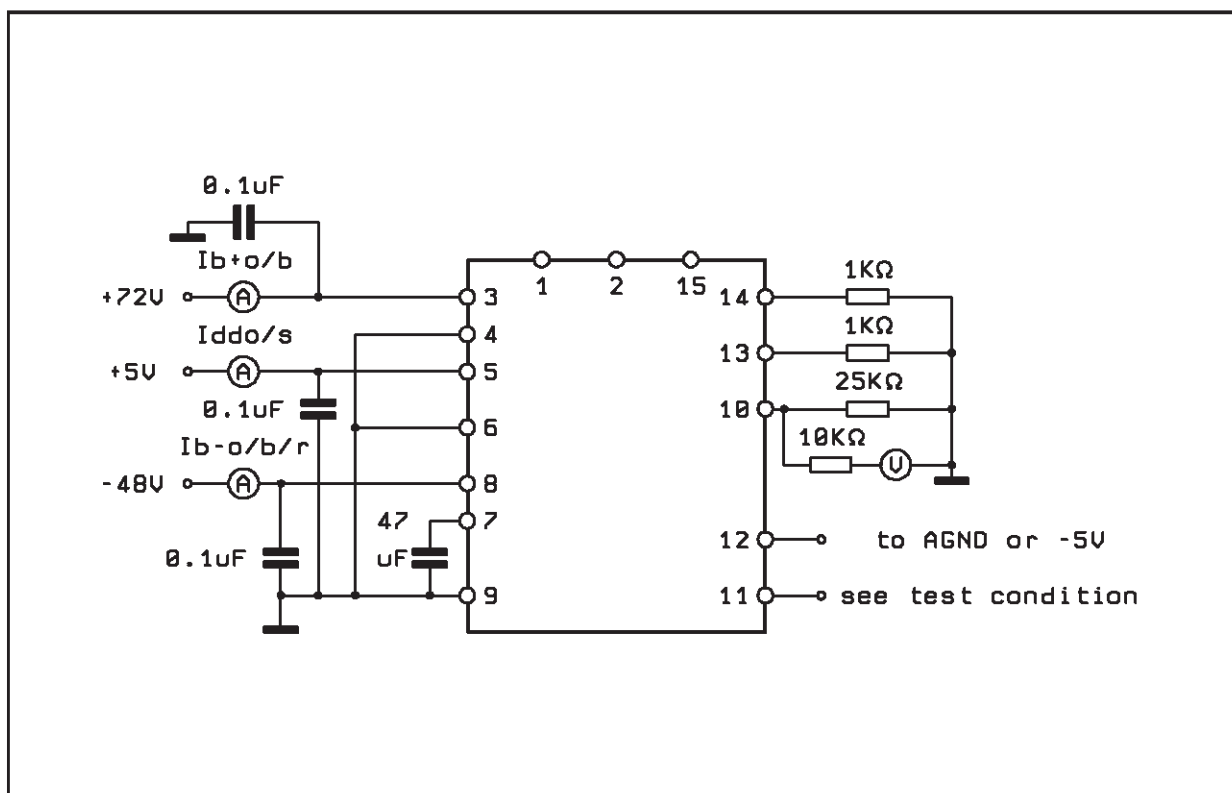 0.1uF
Ib+o/b
+72V
A
Iddo/s
+5V
A
0.1uF
Ib-o/b/r
-48V
A
0.1uF
47
uF
1
2
15
3
4
5
6
8
7
9
14
13
10
12
11
1KΩ
1KΩ
25KΩ
10KΩ
V
to AGND or -5V
see test condition